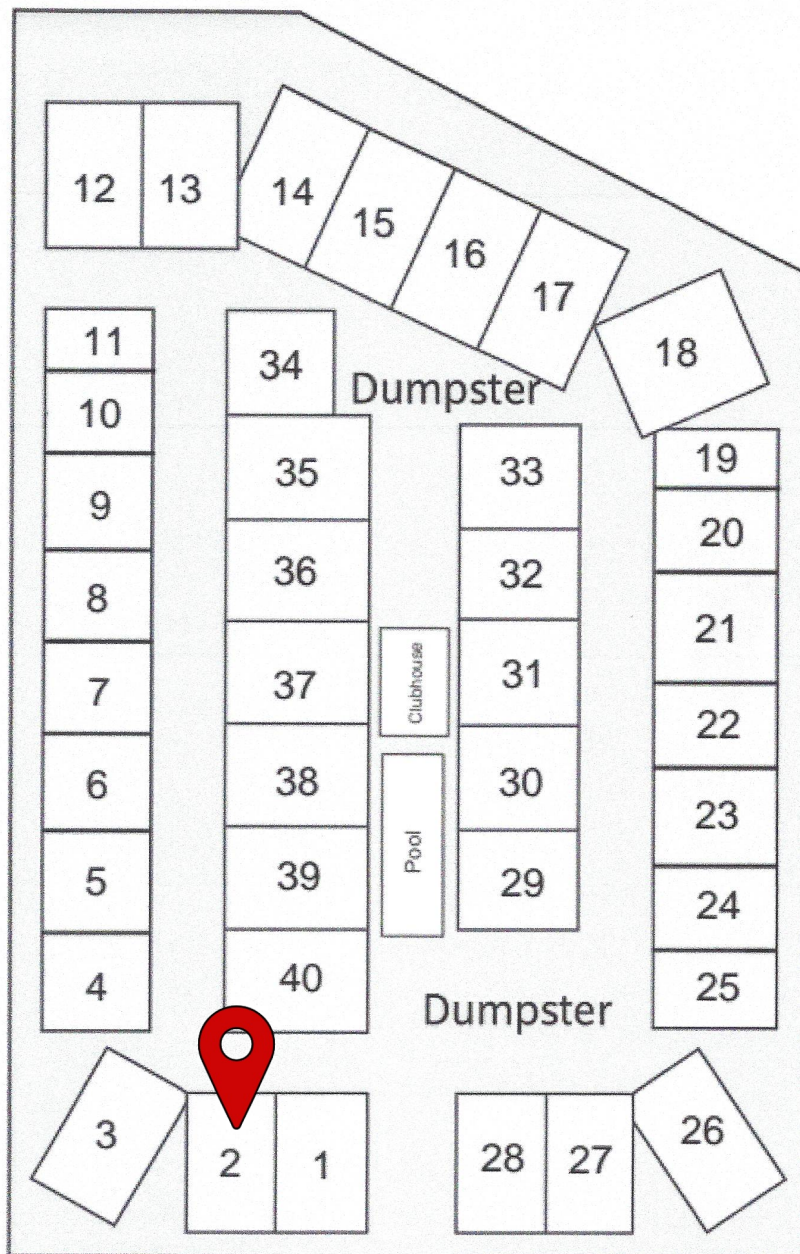 12 13 14 15 16 17 18
11 34 Dumpster
10 35 33 19
9 36 32 20
8 37 Clubhouse 31 21
7 38 30 22
6 39 Pool 29 23
5 40 24
4 Dumpster 25
3 2 1 28 27 26